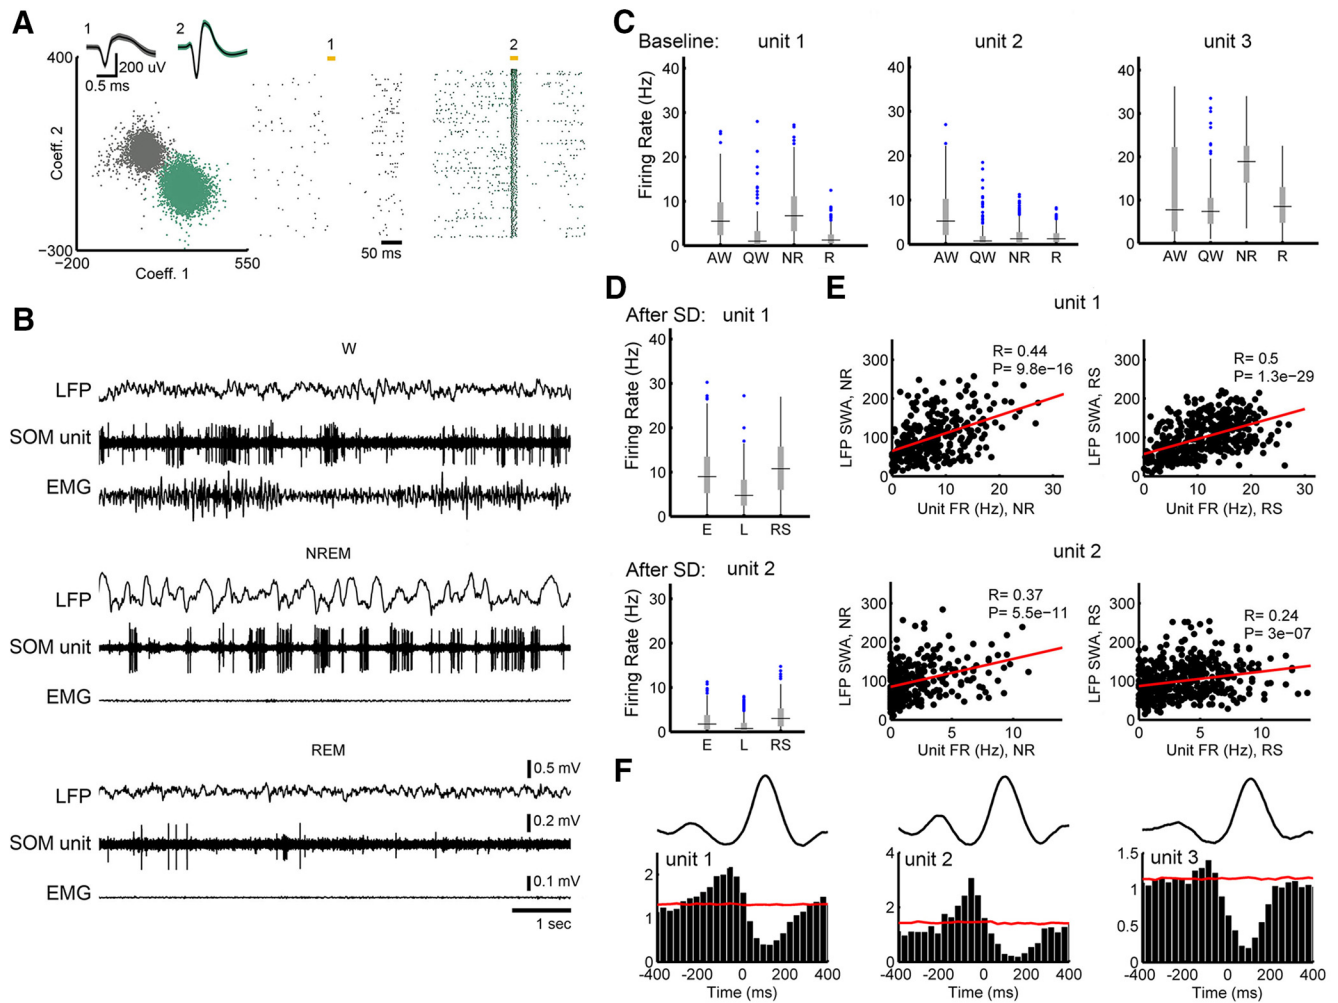 A
1
2
400
200 uV
0.5 ms
Coeff. 2
−300
−200
550
Coeff. 1
1
2
50 ms
B
W
LFP
SOM unit
EMG
NREM
LFP
SOM unit
EMG
REM
0.5 mV
LFP
0.2 mV
SOM unit
0.1 mV
EMG
1 sec
C
Baseline: unit 1 unit 2 unit 3
Firing Rate (Hz)
40
30
20
10
0
AW QW NR R
40
30
20
10
0
AW QW NR R
40
30
20
10
0
AW QW NR R
D
After SD: unit 1
Firing Rate (Hz)
40
30
20
10
0
E L RS
After SD: unit 2
Firing Rate (Hz)
30
20
10
0
E L RS
E
unit 1
LFP SWA, NR
300
200
100
0
R= 0.44
P= 9.8e−16
0 10 20 30
Unit FR (Hz), NR
LFP SWA, RS
300
200
100
0
R= 0.5
P= 1.3e−29
0 10 20 30
Unit FR (Hz), RS
unit 2
LFP SWA, NR
300
200
100
0
R= 0.37
P= 5.5e−11
0 5 10
Unit FR (Hz), NR
LFP SWA, RS
300
200
100
0
R= 0.24
P= 3e−07
0 5 10
Unit FR (Hz), RS
F
unit 1
2
1
0
-400 -200 0 200 400
Time (ms)
unit 2
4
2
0
-400 -200 0 200 400
Time (ms)
unit 3
1.5
1
0.5
0
-400 -200 0 200 400
Time (ms)